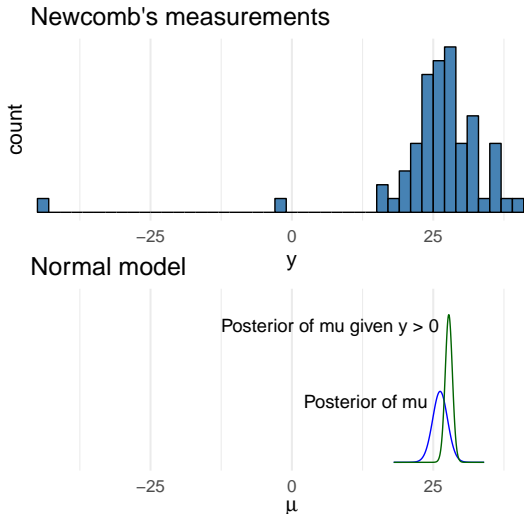 Newcomb's measurements
count
−25 0 25
y
Normal model
Posterior of mu given y > 0
Posterior of mu
−25 0 25
μ